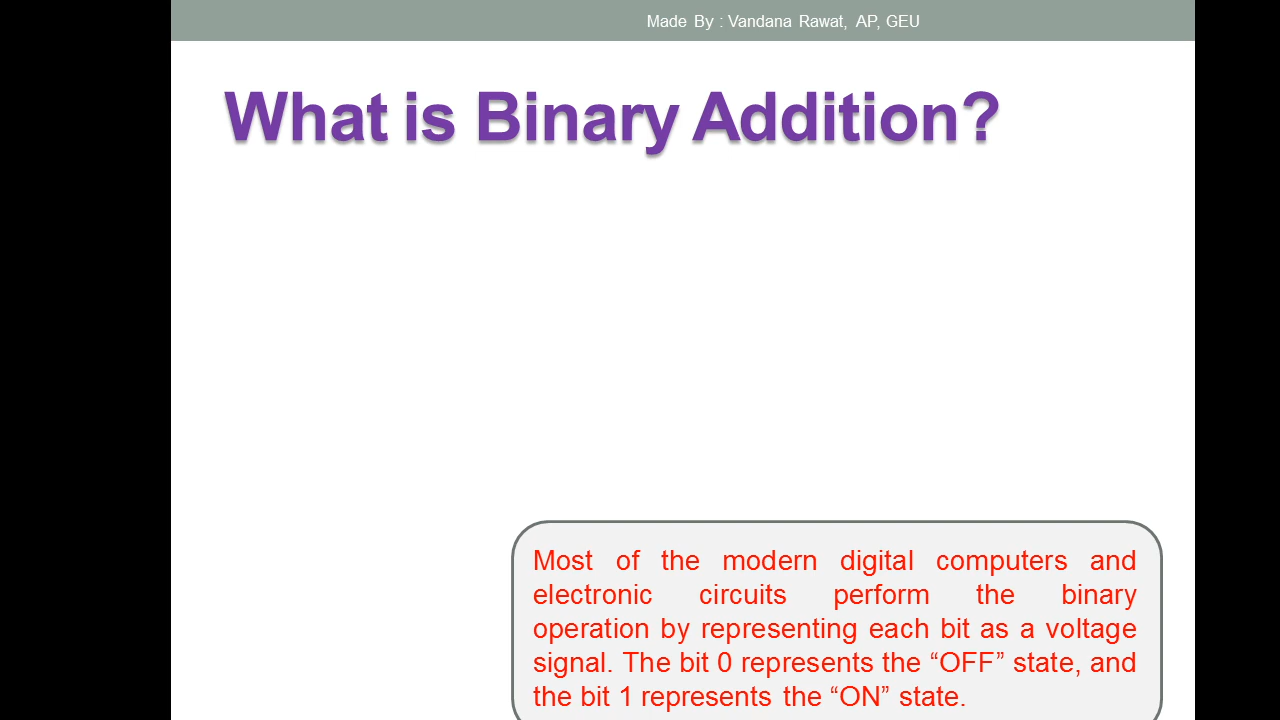 Made By : Vandana Rawat, AP, GEU
What is Binary Addition?
Most of the modern digital computers and
electronic circuits perform the binary
operation by representing each bit as a voltage
signal. The bit 0 represents the “OFF” state, and
the bit 1 represents the “ON” state.